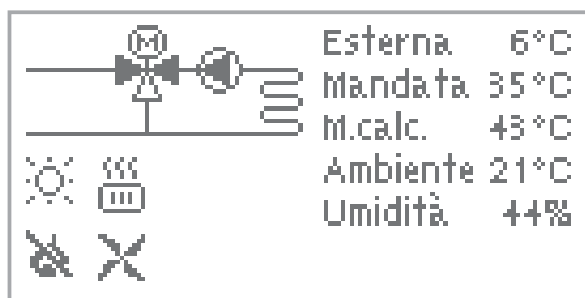 M
Esterna 6°C
Mandata 35°C
M.calc. 43°C
Ambiente 21°C
Umidità 44%